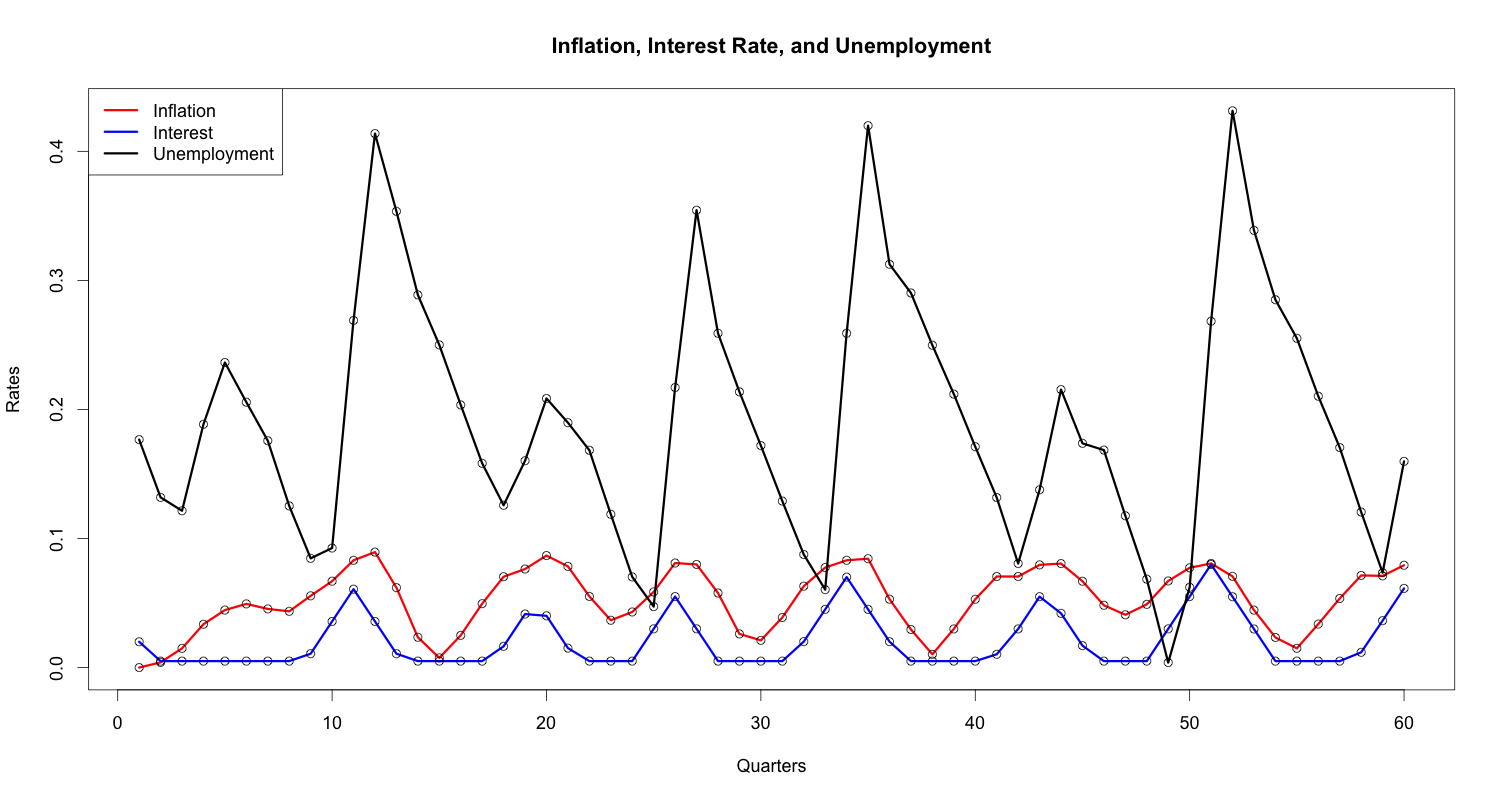 Inflation, Interest Rate, and Unemployment
Inflation
Interest
Unemployment
0.4
0.3
0.2
0.1
0.0
Rates
0 10 20 30 40 50 60
Quarters